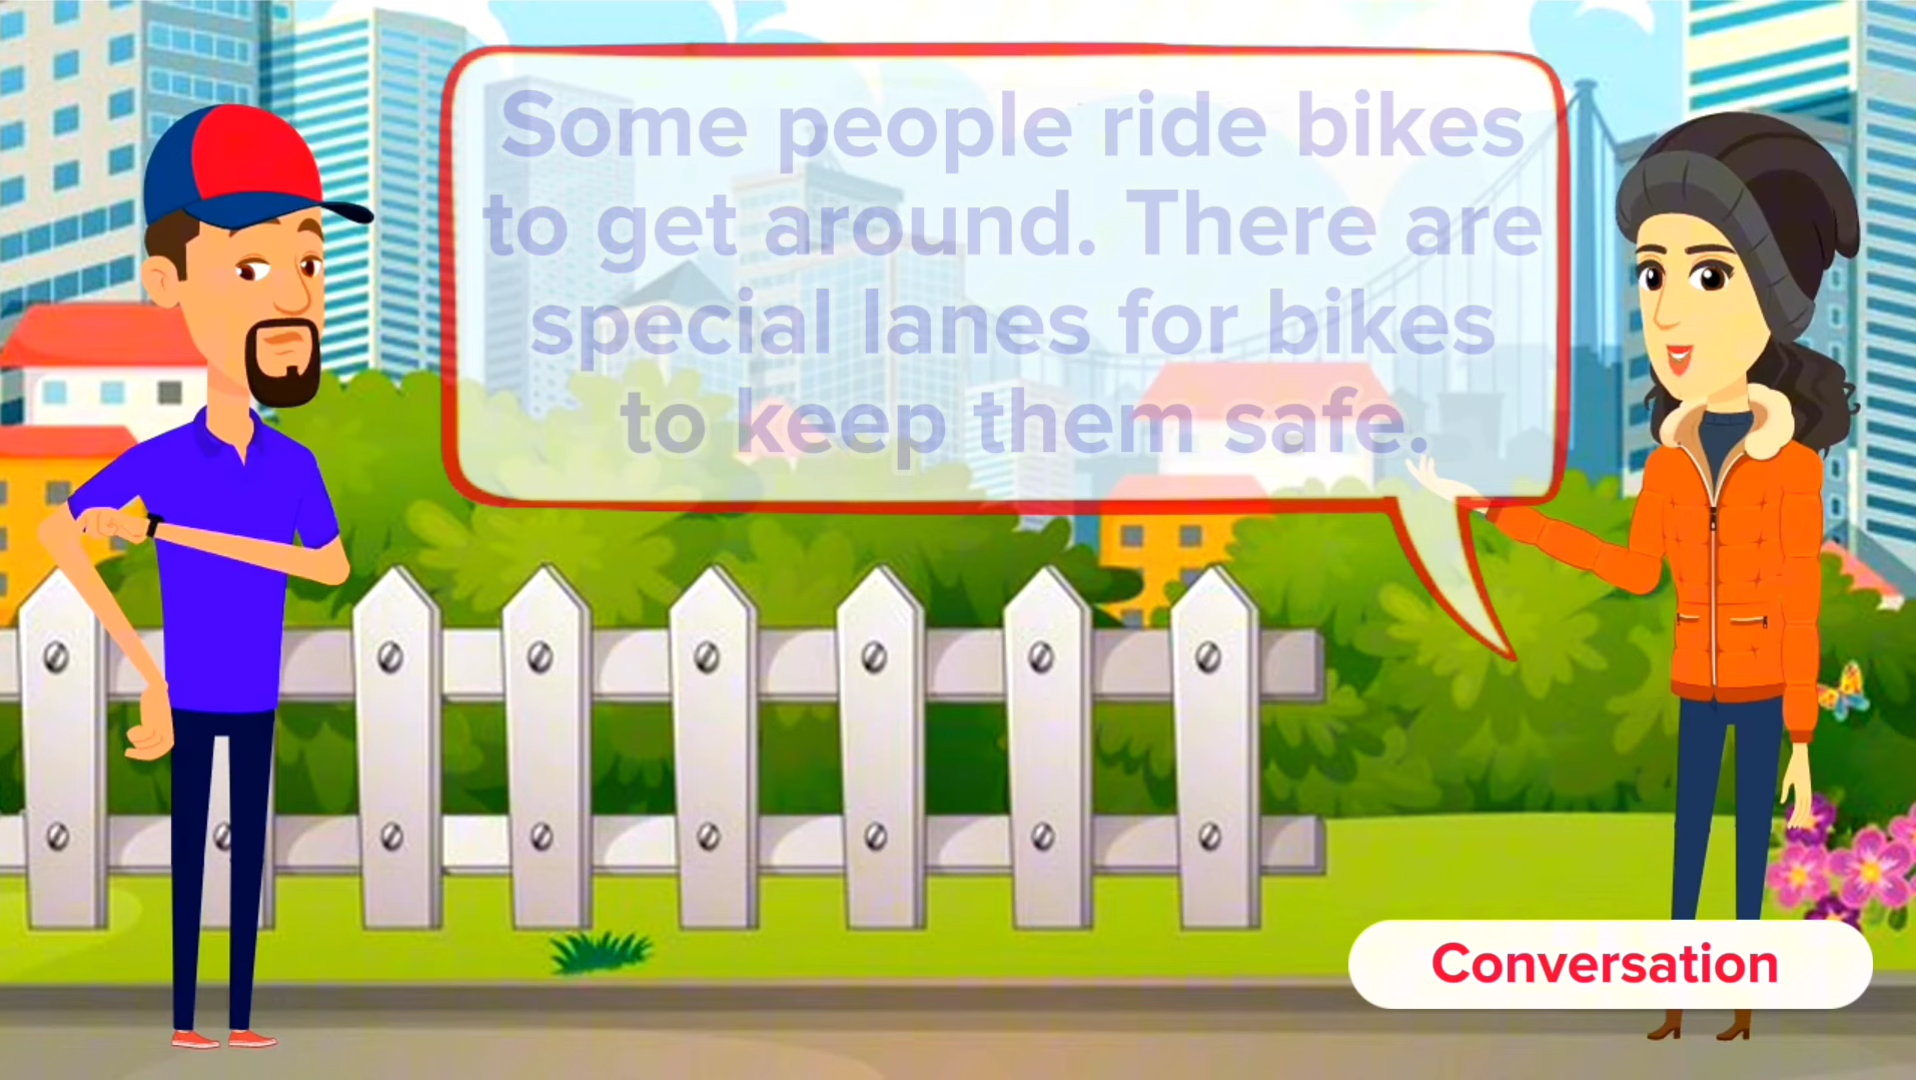 Some people ride bikes
to get around. There are
special lanes for bikes
to keep them safe.
Conversation